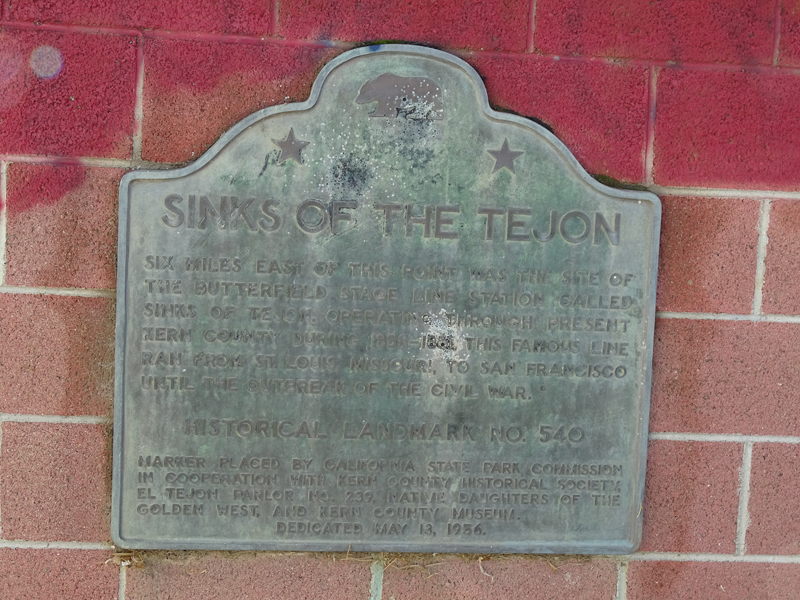 SINKS OF THE TEJON
SIX MILES EAST OF THIS POINT WAS THE SITE OF
THE BUTTERFIELD STAGE LINE STATION CALLED
SINKS OF TEJON. OPERATING THROUGH PRESENT
KERN COUNTY DURING 1858-1861, THIS FAMOUS LINE
RAN FROM ST. LOUIS, MISSOURI, TO SAN FRANCISCO
UNTIL THE OUTBREAK OF THE CIVIL WAR.
HISTORICAL LANDMARK NO. 540
MARKER PLACED BY CALIFORNIA STATE PARK COMMISSION
IN COOPERATION WITH KERN COUNTY HISTORICAL SOCIETY,
EL TEJON PARLOR NO. 239, NATIVE DAUGHTERS OF THE
GOLDEN WEST, AND KERN COUNTY MUSEUM.
DEDICATED MAY 13, 1956.